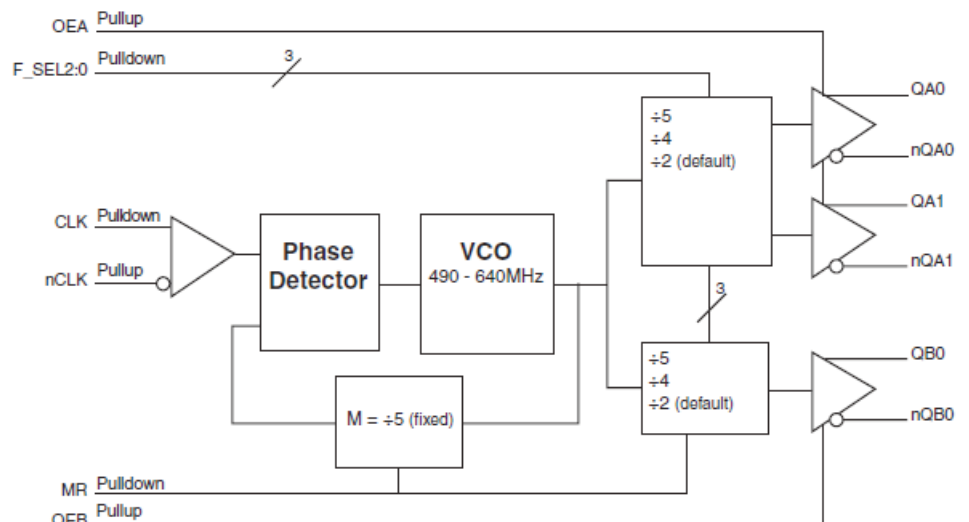 OEA Pullup
F_SEL2:0 Pulldown
3
QA0
÷5
÷4
÷2 (default)
nQA0
QA1
CLK Pulldown
Phase
Detector
VCO
490 - 640MHz
nCLK Pullup
nQA1
3
÷5
÷4
÷2 (default)
QB0
M = ÷5 (fixed)
nQB0
MR Pulldown
OEB Pullup